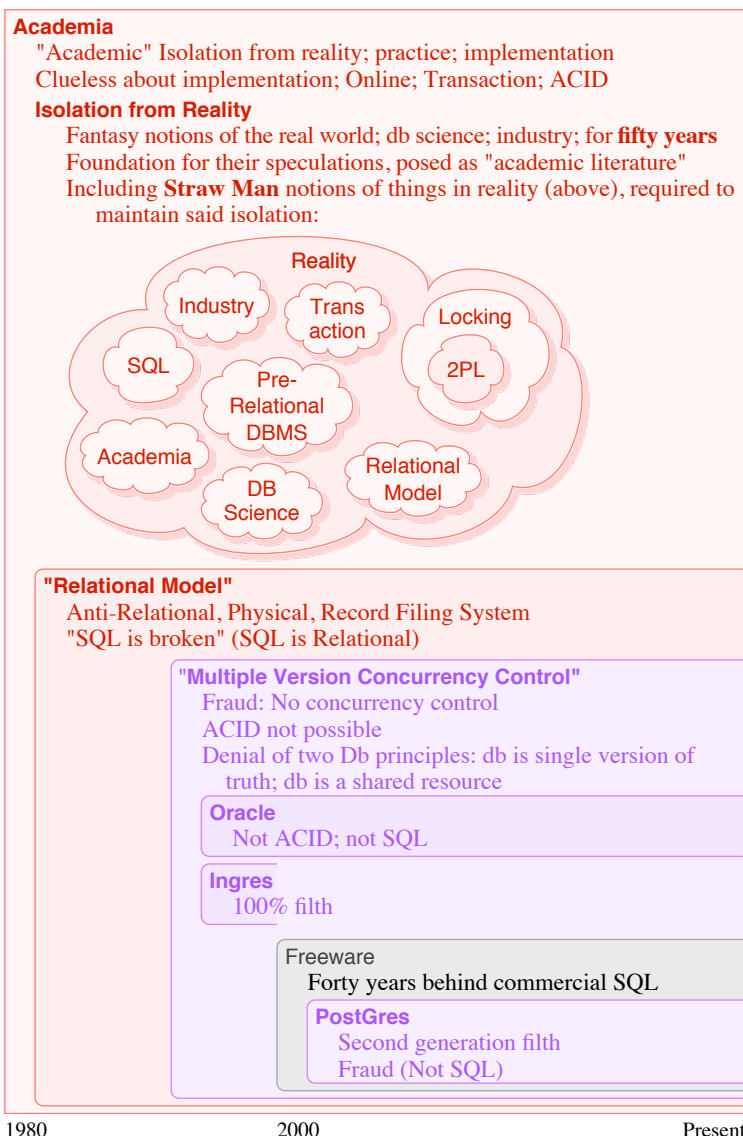 Academia
"Academic" Isolation from reality; practice; implementation
Clueless about implementation; Online; Transaction; ACID
Isolation from Reality
Fantasy notions of the real world; db science; industry; for fifty years
Foundation for their speculations, posed as "academic literature"
Including Straw Man notions of things in reality (above), required to
maintain said isolation:
Reality
Industry
Trans
action
Locking
SQL
2PL
Pre-
Relational
DBMS
Academia
Relational
Model
DB
Science
"Relational Model"
Anti-Relational, Physical, Record Filing System
"SQL is broken" (SQL is Relational)
"Multiple Version Concurrency Control"
Fraud: No concurrency control
ACID not possible
Denial of two Db principles: db is single version of
truth; db is a shared resource
Oracle
Not ACID; not SQL
Ingres
100% filth
Freeware
Forty years behind commercial SQL
PostGres
Second generation filth
Fraud (Not SQL)
1980 2000 Present